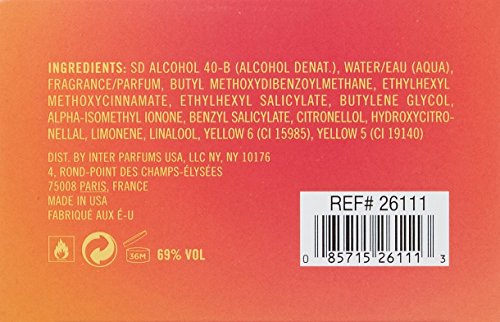 INGREDIENTS: SD ALCOHOL 40-B (ALCOHOL DENAT.), WATER/EAU (AQUA),
FRAGRANCE/PARFUM, BUTYL METHOXYDIBENZOYLMETHANE, ETHYLHEXYL
METHOXYCINNAMATE, ETHYLHEXYL SALICYLATE, BUTYLENE GLYCOL,
ALPHA-ISOMETHYL IONONE, BENZYL SALICYLATE, CITRONELLOL, HYDROXYCITRO-
NELLAL, LIMONENE, LINALOOL, YELLOW 6 (CI 15985), YELLOW 5 (CI 19140)
DIST. BY INTER PARFUMS USA, LLC NY, NY 10176
4, ROND-POINT DES CHAMPS-ÉLYSÉES
75008 PARIS, FRANCE
MADE IN USA
FABRIQUÉ AUX É-U
36M 69% VOL
REF# 26111
0 85715 26111 3